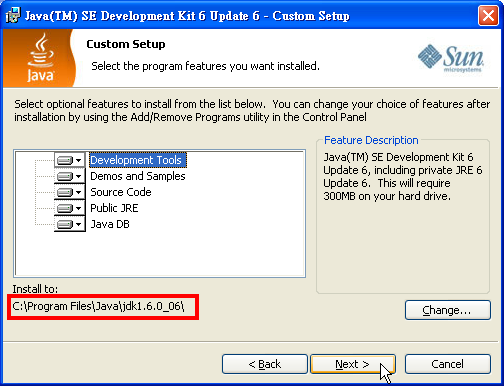 Java(TM) SE Development Kit 6 Update 6 - Custom Setup
Java
Custom Setup
Select the program features you want installed.
Sun
microsystems
Select optional features to install from the list below. You can change your choice of features after
installation by using the Add/Remove Programs utility in the Control Panel
Development Tools
Demos and Samples
Source Code
Public JRE
Java DB
Feature Description
Java(TM) SE Development Kit 6
Update 6, including private JRE 6
Update 6. This will require
300MB on your hard drive.
Install to:
C:\Program Files\Java\jdk1.6.0_06\
Change...
< Back
Next >
Cancel